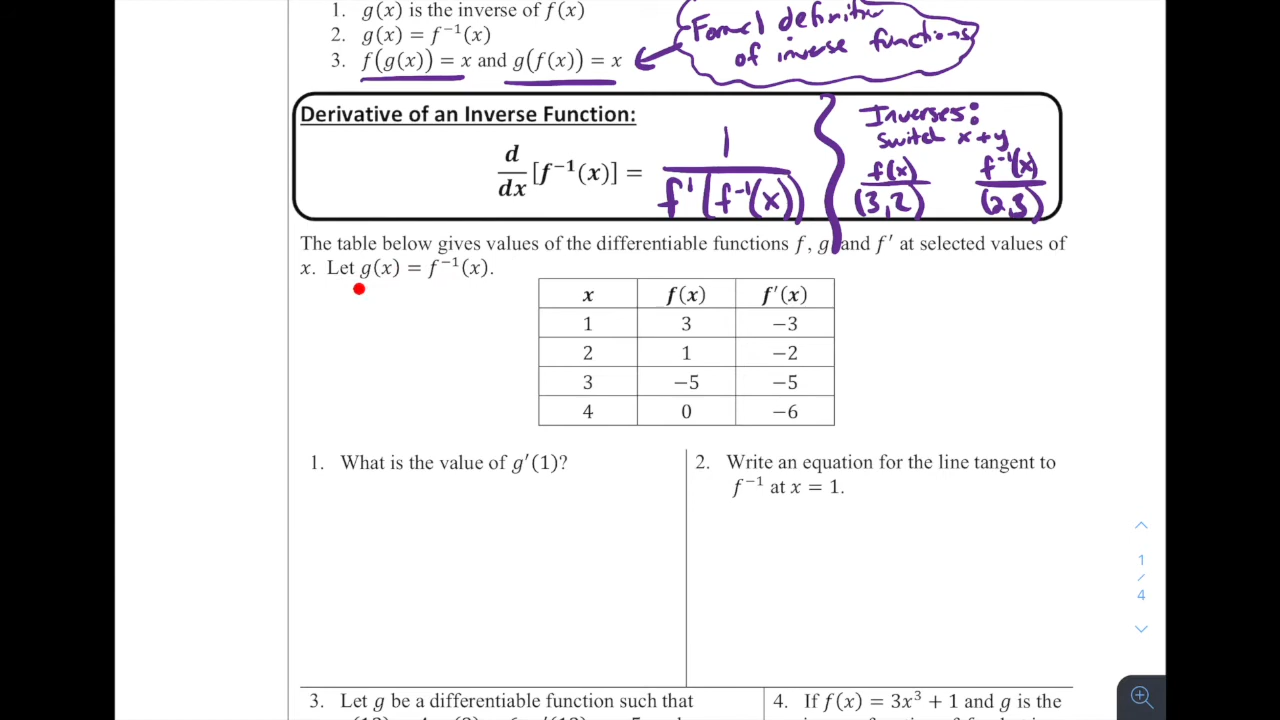 1. g(x) is the inverse of f(x)
2. g(x) = f⁻¹(x)
3. f(g(x)) = x and g(f(x)) = x
Formal definition
of inverse functions
Derivative of an Inverse Function:
d/dx [f⁻¹(x)] = 1/f'(f⁻¹(x))
Inverses:
Switch x + y
f(x) f⁻¹(x)
(3,2) (2,3)
The table below gives values of the differentiable functions f, g and f′ at selected values of
x. Let g(x) = f⁻¹(x).
x f(x) f′(x)
1 3 −3
2 1 −2
3 −5 −5
4 0 −6
1. What is the value of g′(1)?
2. Write an equation for the line tangent to
f⁻¹ at x = 1.
1
/
4
3. Let g be a differentiable function such that
4. If f(x) = 3x³ + 1 and g is the